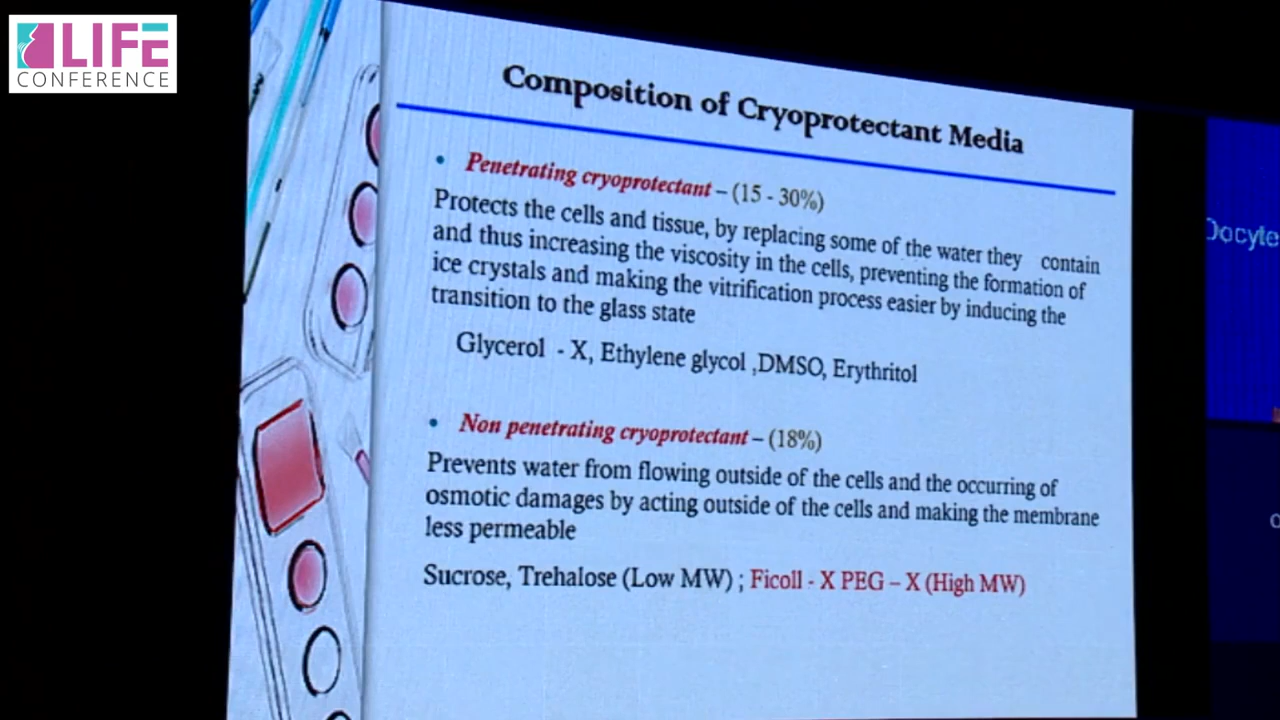 LIFE
CONFERENCE
Composition of Cryoprotectant Media
• Penetrating cryoprotectant – (15 - 30%)
Protects the cells and tissue, by replacing some of the water they contain
and thus increasing the viscosity in the cells, preventing the formation of
ice crystals and making the vitrification process easier by inducing the
transition to the glass state
Glycerol - X, Ethylene glycol ,DMSO, Erythritol
• Non penetrating cryoprotectant – (18%)
Prevents water from flowing outside of the cells and the occurring of
osmotic damages by acting outside of the cells and making the membrane
less permeable
Sucrose, Trehalose (Low MW) ; Ficoll - X PEG – X (High MW)
Oocyte